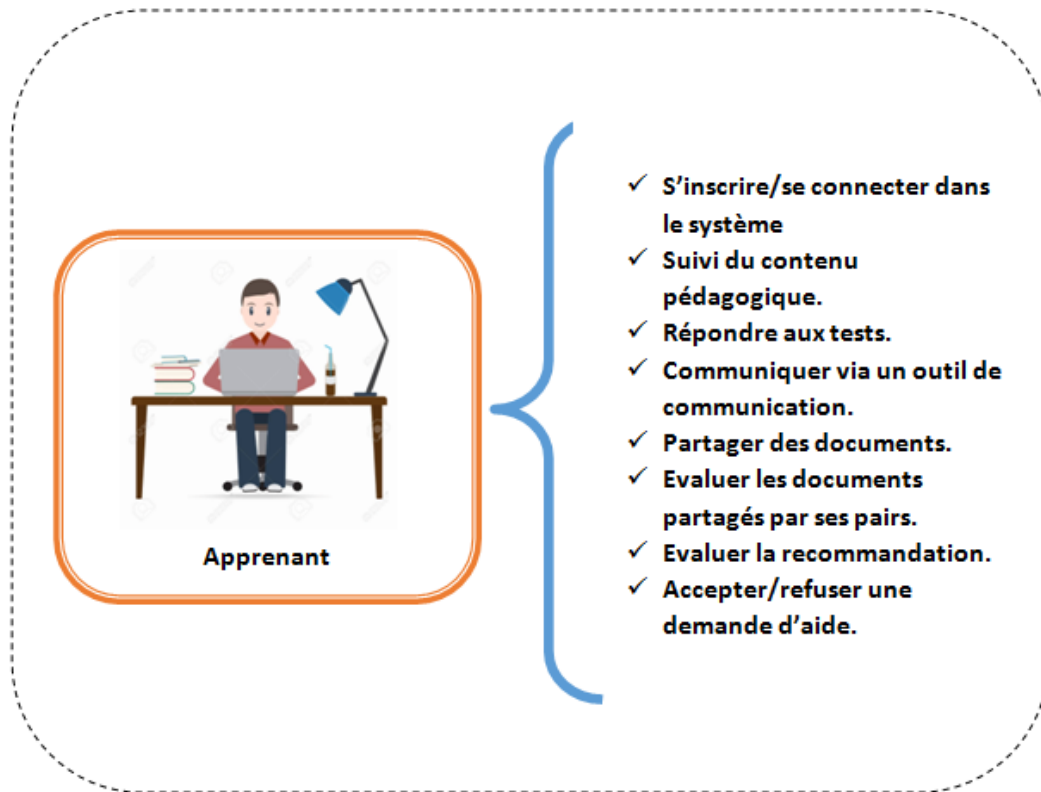 ✓ S'inscrire/se connecter dans
le système
✓ Suivi du contenu
pédagogique.
✓ Répondre aux tests.
✓ Communiquer via un outil de
communication.
✓ Partager des documents.
✓ Evaluer les documents
partagés par ses pairs.
✓ Evaluer la recommandation.
✓ Accepter/refuser une
demande d'aide.
Apprenant